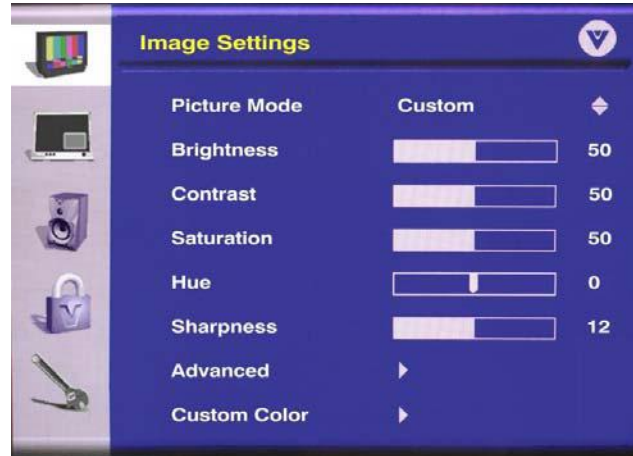 Image Settings
Picture Mode Custom
Brightness 50
Contrast 50
Saturation 50
Hue 0
Sharpness 12
Advanced
Custom Color